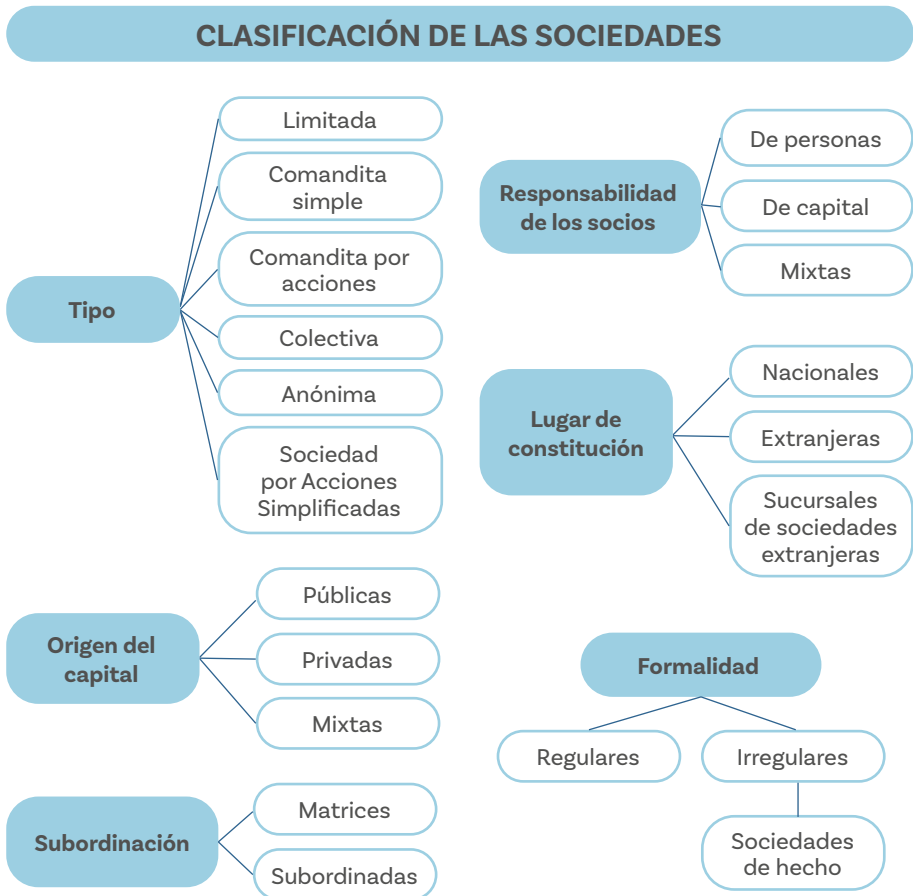 CLASIFICACIÓN DE LAS SOCIEDADES
Tipo
Limitada
Comandita
simple
Comandita por
acciones
Colectiva
Anónima
Sociedad
por Acciones
Simplificadas
Responsabilidad
de los socios
De personas
De capital
Mixtas
Lugar de
constitución
Nacionales
Extranjeras
Sucursales
de sociedades
extranjeras
Origen del
capital
Públicas
Privadas
Mixtas
Formalidad
Regulares
Irregulares
Sociedades
de hecho
Subordinación
Matrices
Subordinadas